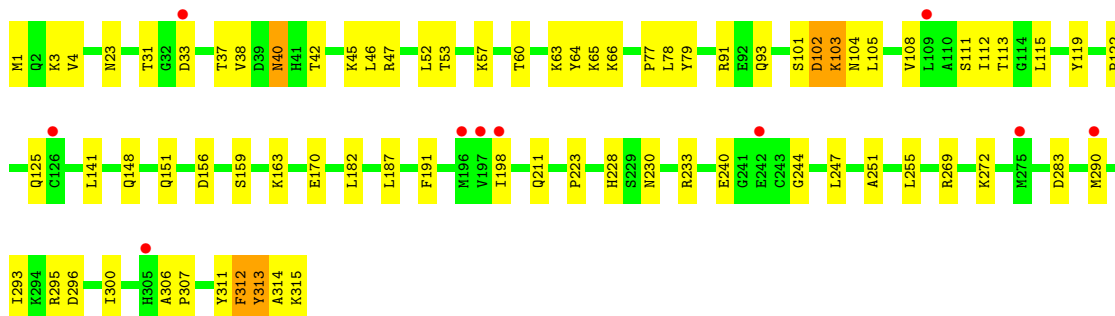 M1 Q2 K3 V4 N23 T31 G32 D33 T37 V38 D39 N40 H41 T42 K45 L46 R47 L52 T53 K57 T60 K63 Y64 K65 K66 P77 L78 Y79 R91 E92 Q93 S101 D102 K103 N104 L105 V108 L109 A110 S111 I112 T113 G114 L115 Y119
Q125 C126 L141 Q148 Q151 D156 S159 K163 E170 L182 L187 F191 M196 V197 I198 Q211 P223 H228 S229 N230 R233 E240 G241 E242 C243 G244 L247 A251 L255 R269 K272 M275 D283 M290
I293 K294 R295 D296 I300 H305 A306 P307 Y311 F312 Y313 A314 K315